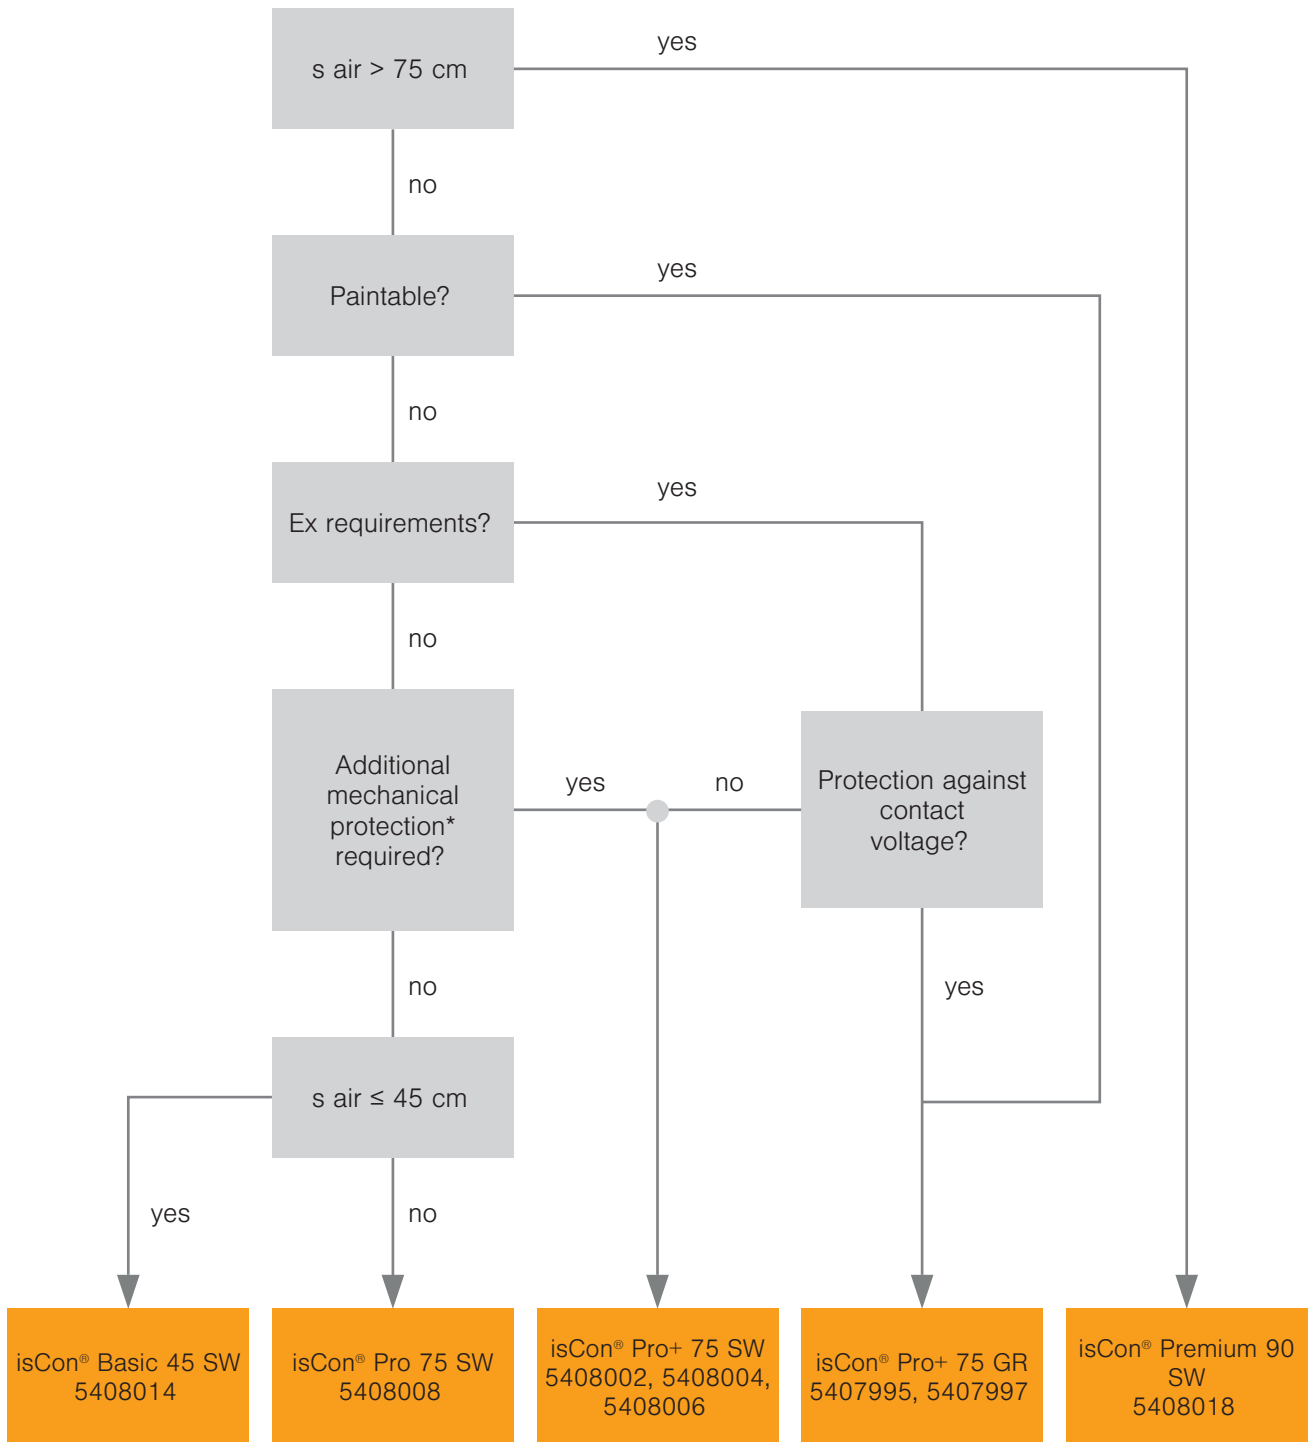 yes
s air > 75 cm
no
yes
Paintable?
no
yes
Ex requirements?
no
Additional
mechanical
protection*
required?
yes
no
Protection against
contact
voltage?
no
yes
s air ≤ 45 cm
yes
no
isCon® Basic 45 SW
5408014
isCon® Pro 75 SW
5408008
isCon® Pro+ 75 SW
5408002, 5408004,
5408006
isCon® Pro+ 75 GR
5407995, 5407997
isCon® Premium 90
SW
5408018